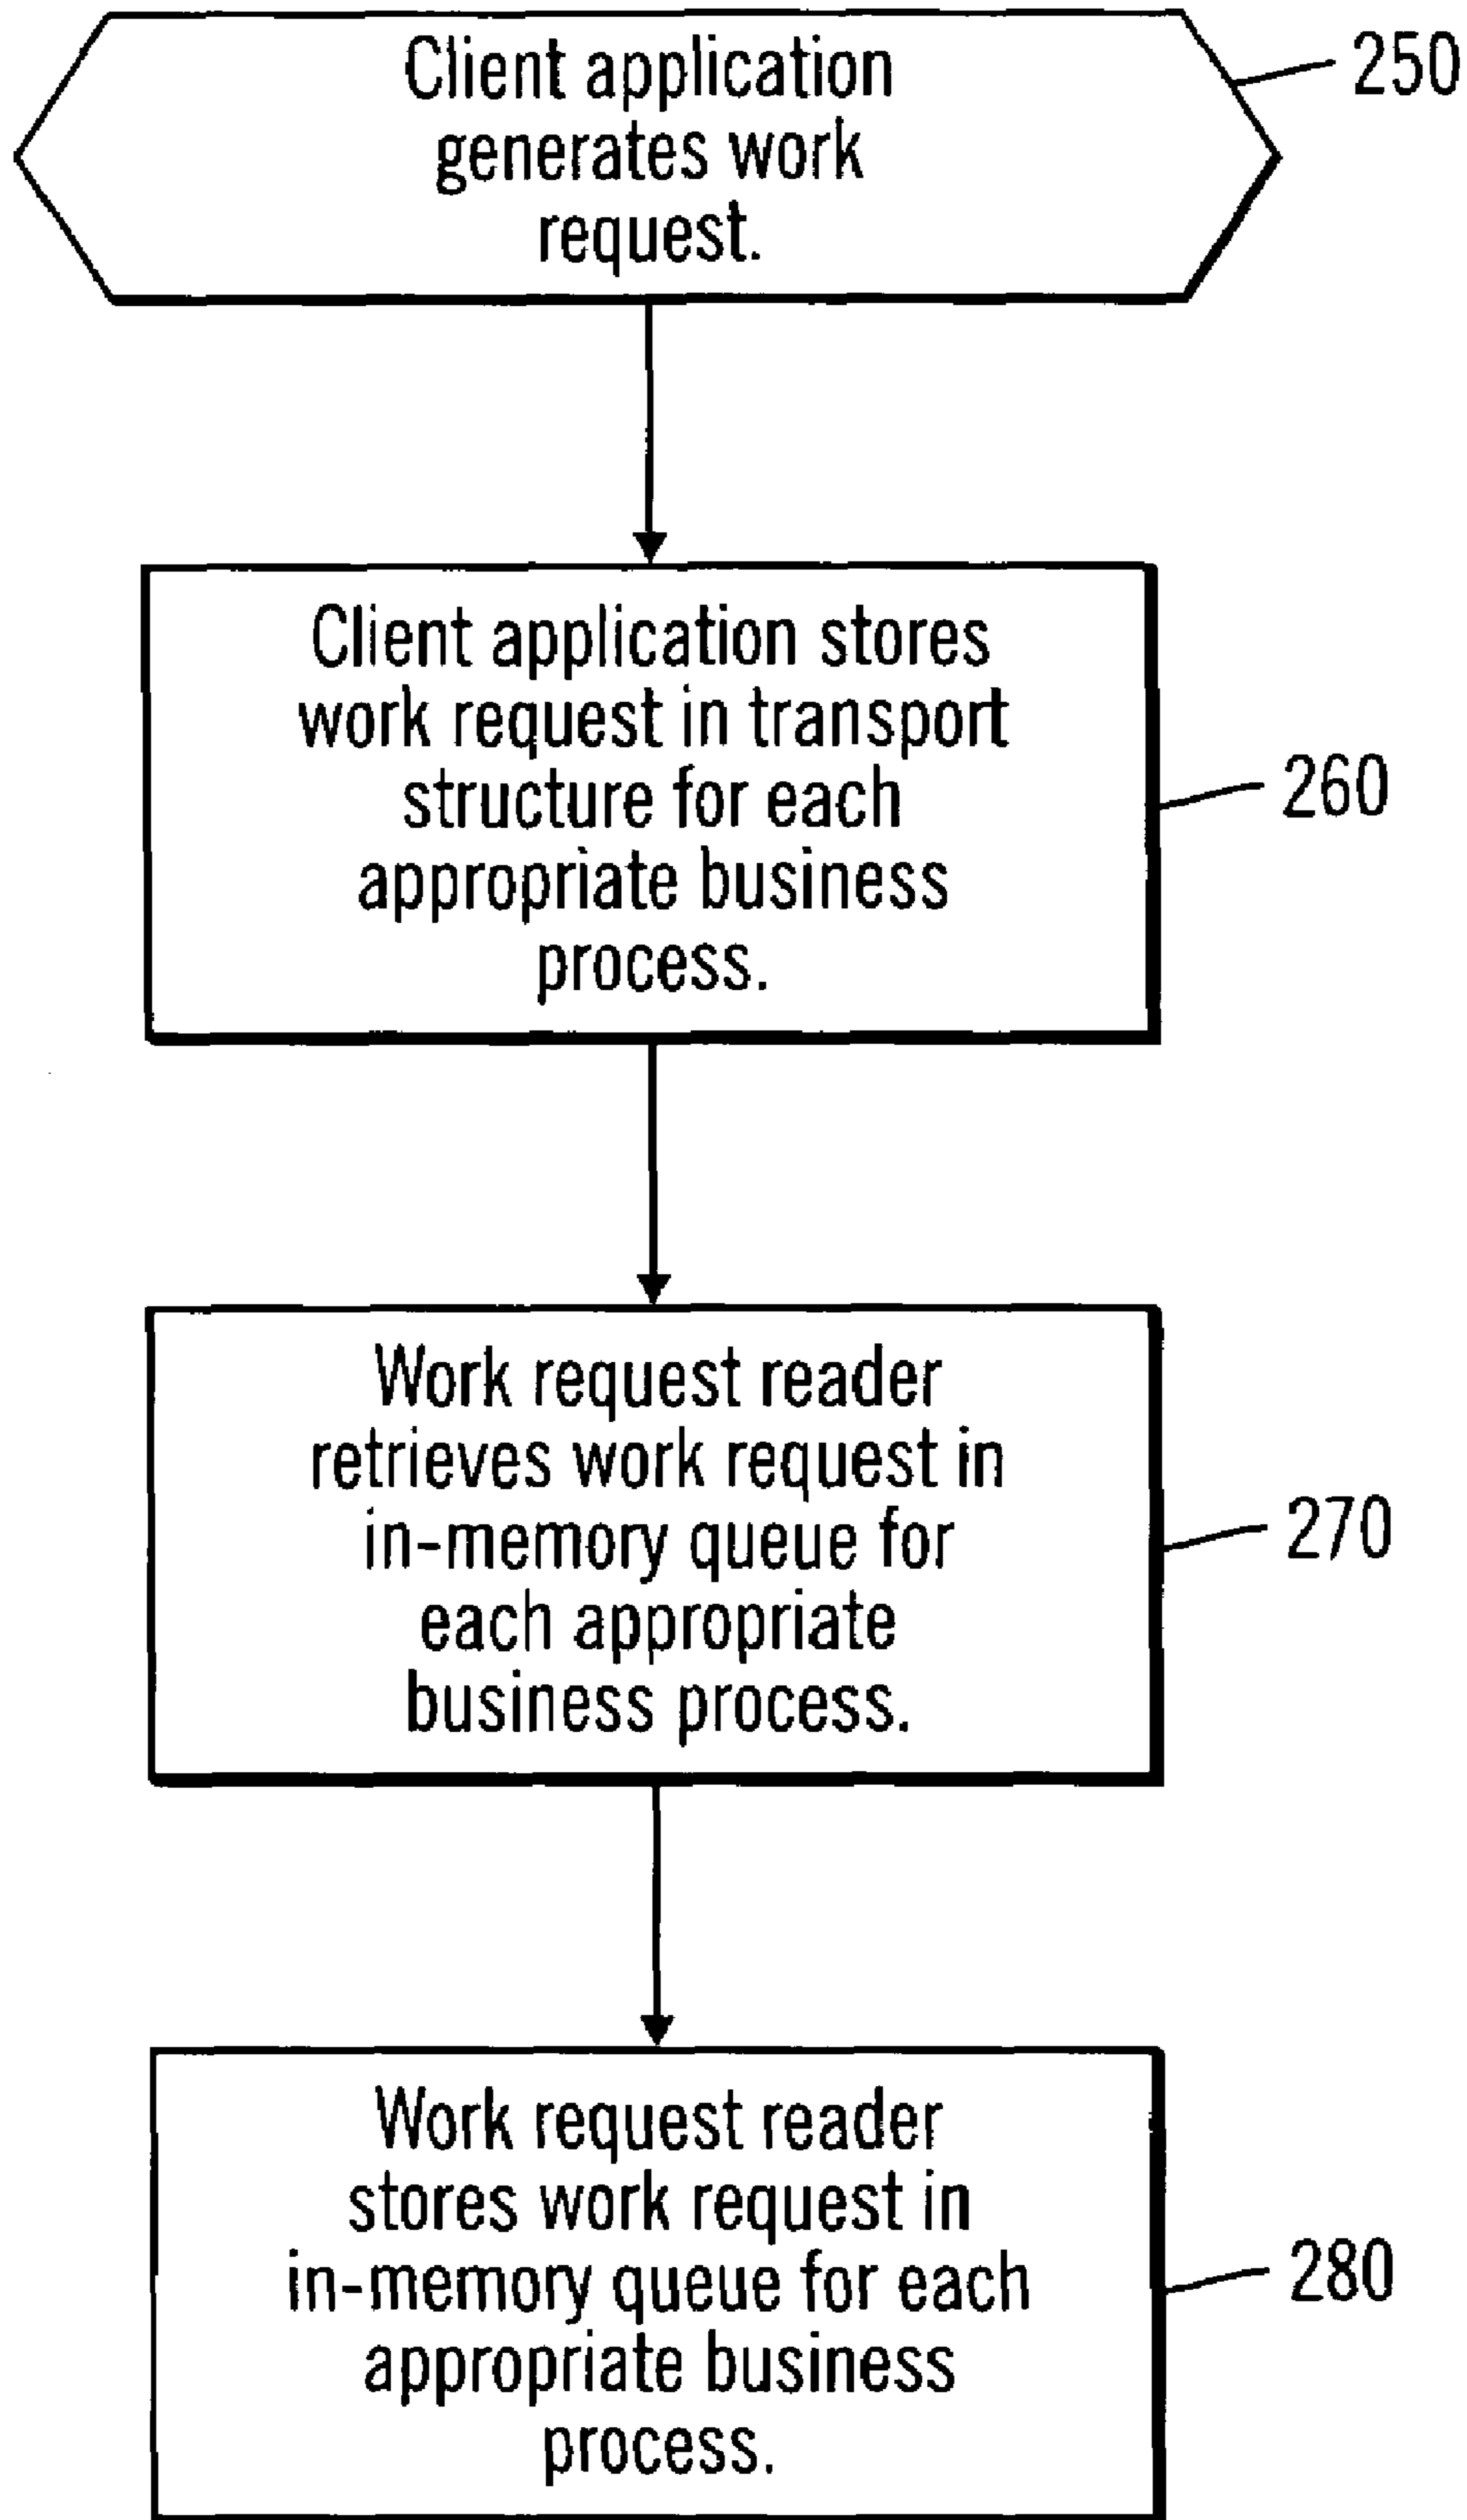 Client application
generates work
request.
250
Client application stores
work request in transport
structure for each
appropriate business
process.
260
Work request reader
retrieves work request in
in-memory queue for
each appropriate
business process.
270
Work request reader
stores work request in
in-memory queue for each
appropriate business
process.
280